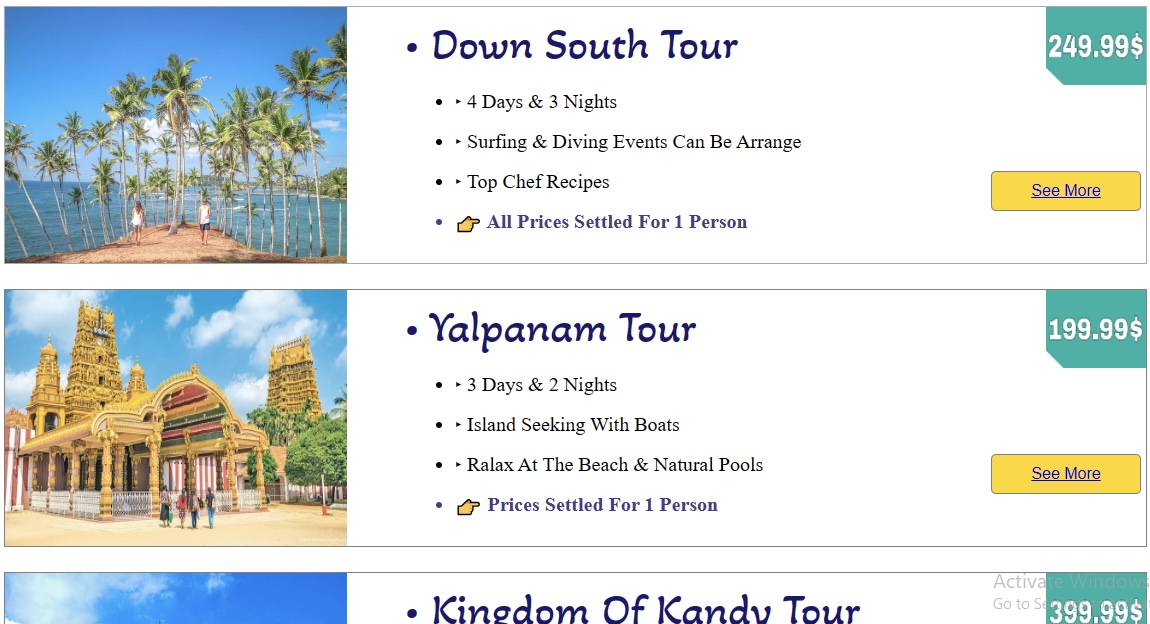 • Down South Tour
249.99$
• ‣ 4 Days & 3 Nights
• ‣ Surfing & Diving Events Can Be Arrange
• ‣ Top Chef Recipes
See More
• 👉 All Prices Settled For 1 Person
• Yalpanam Tour
199.99$
• ‣ 3 Days & 2 Nights
• ‣ Island Seeking With Boats
• ‣ Ralax At The Beach & Natural Pools
See More
• 👉 Prices Settled For 1 Person
• Kingdom Of Kandy Tour
399.99$
Activate Windows
Go to